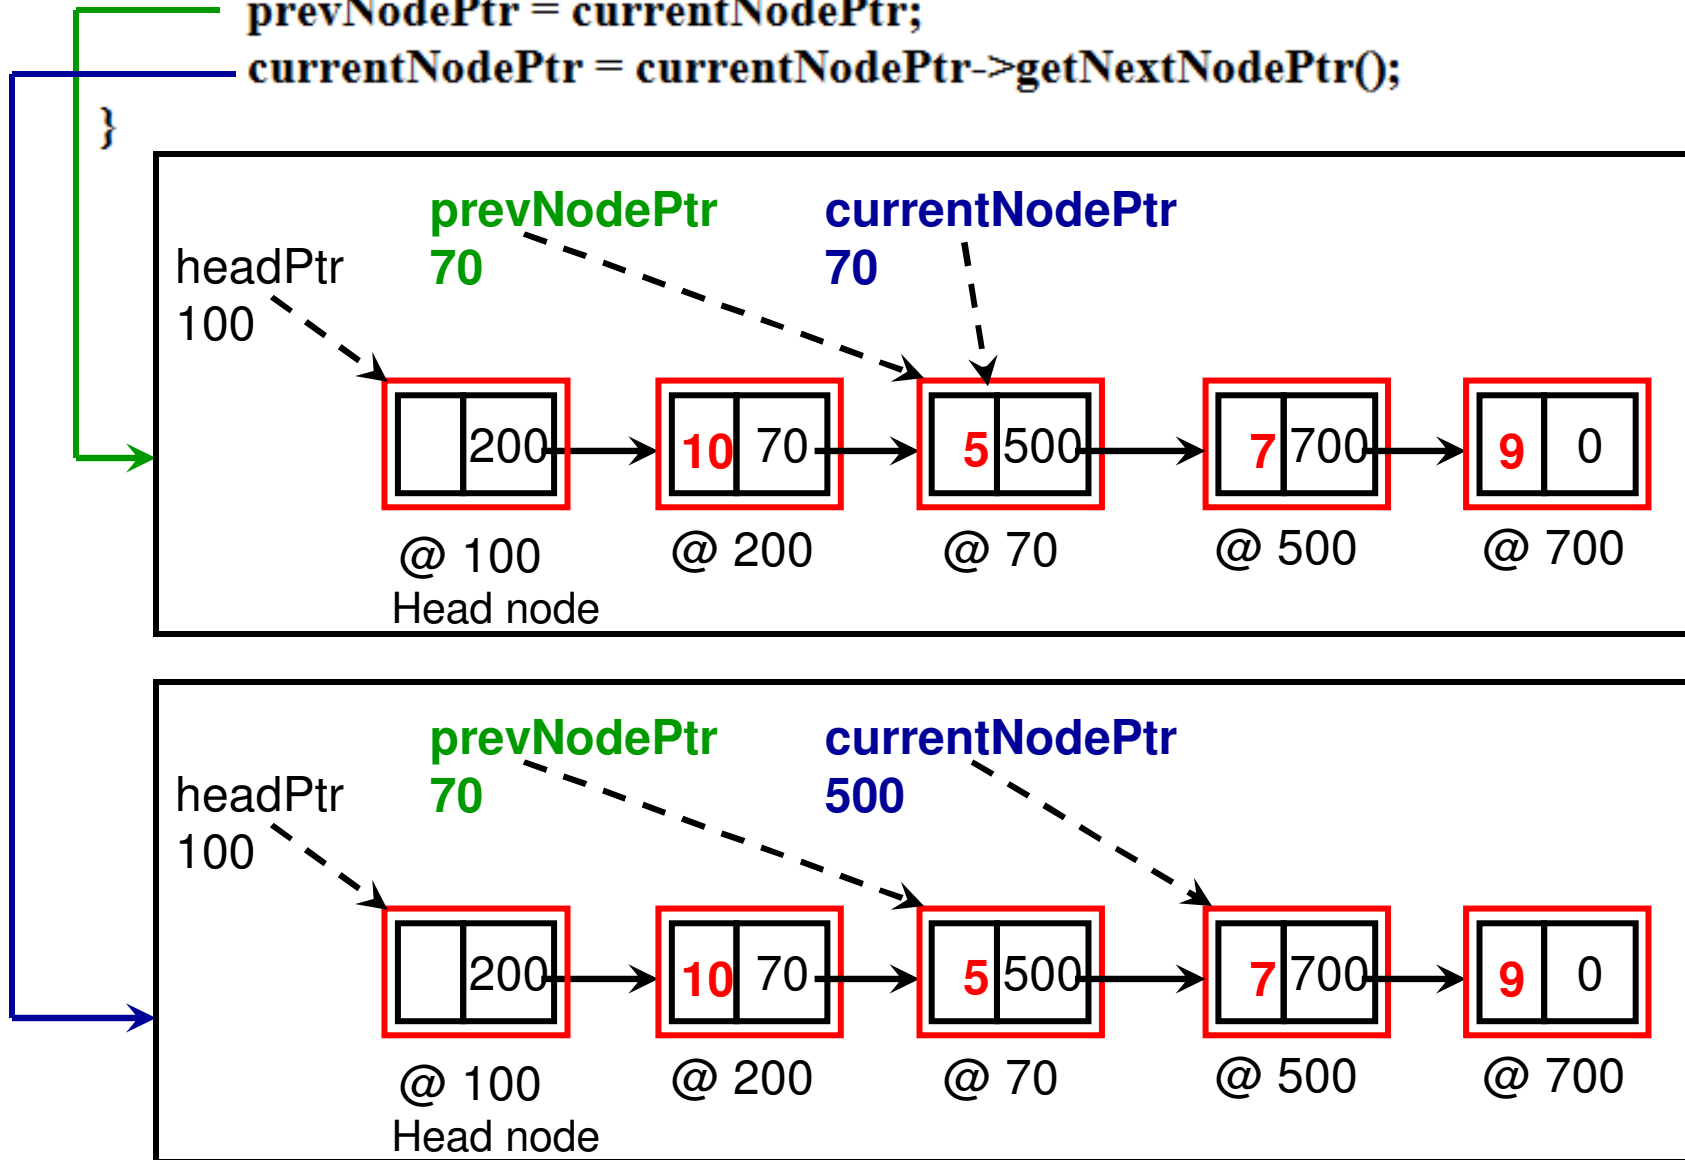 prevNodePtr = currentNodePtr;
currentNodePtr = currentNodePtr->getNextNodePtr();
}
prevNodePtr currentNodePtr
headPtr 70 70
100
200 10 70 5 500 7 700 9 0
@ 100 @ 200 @ 70 @ 500 @ 700
Head node
prevNodePtr currentNodePtr
headPtr 70 500
100
200 10 70 5 500 7 700 9 0
@ 100 @ 200 @ 70 @ 500 @ 700
Head node